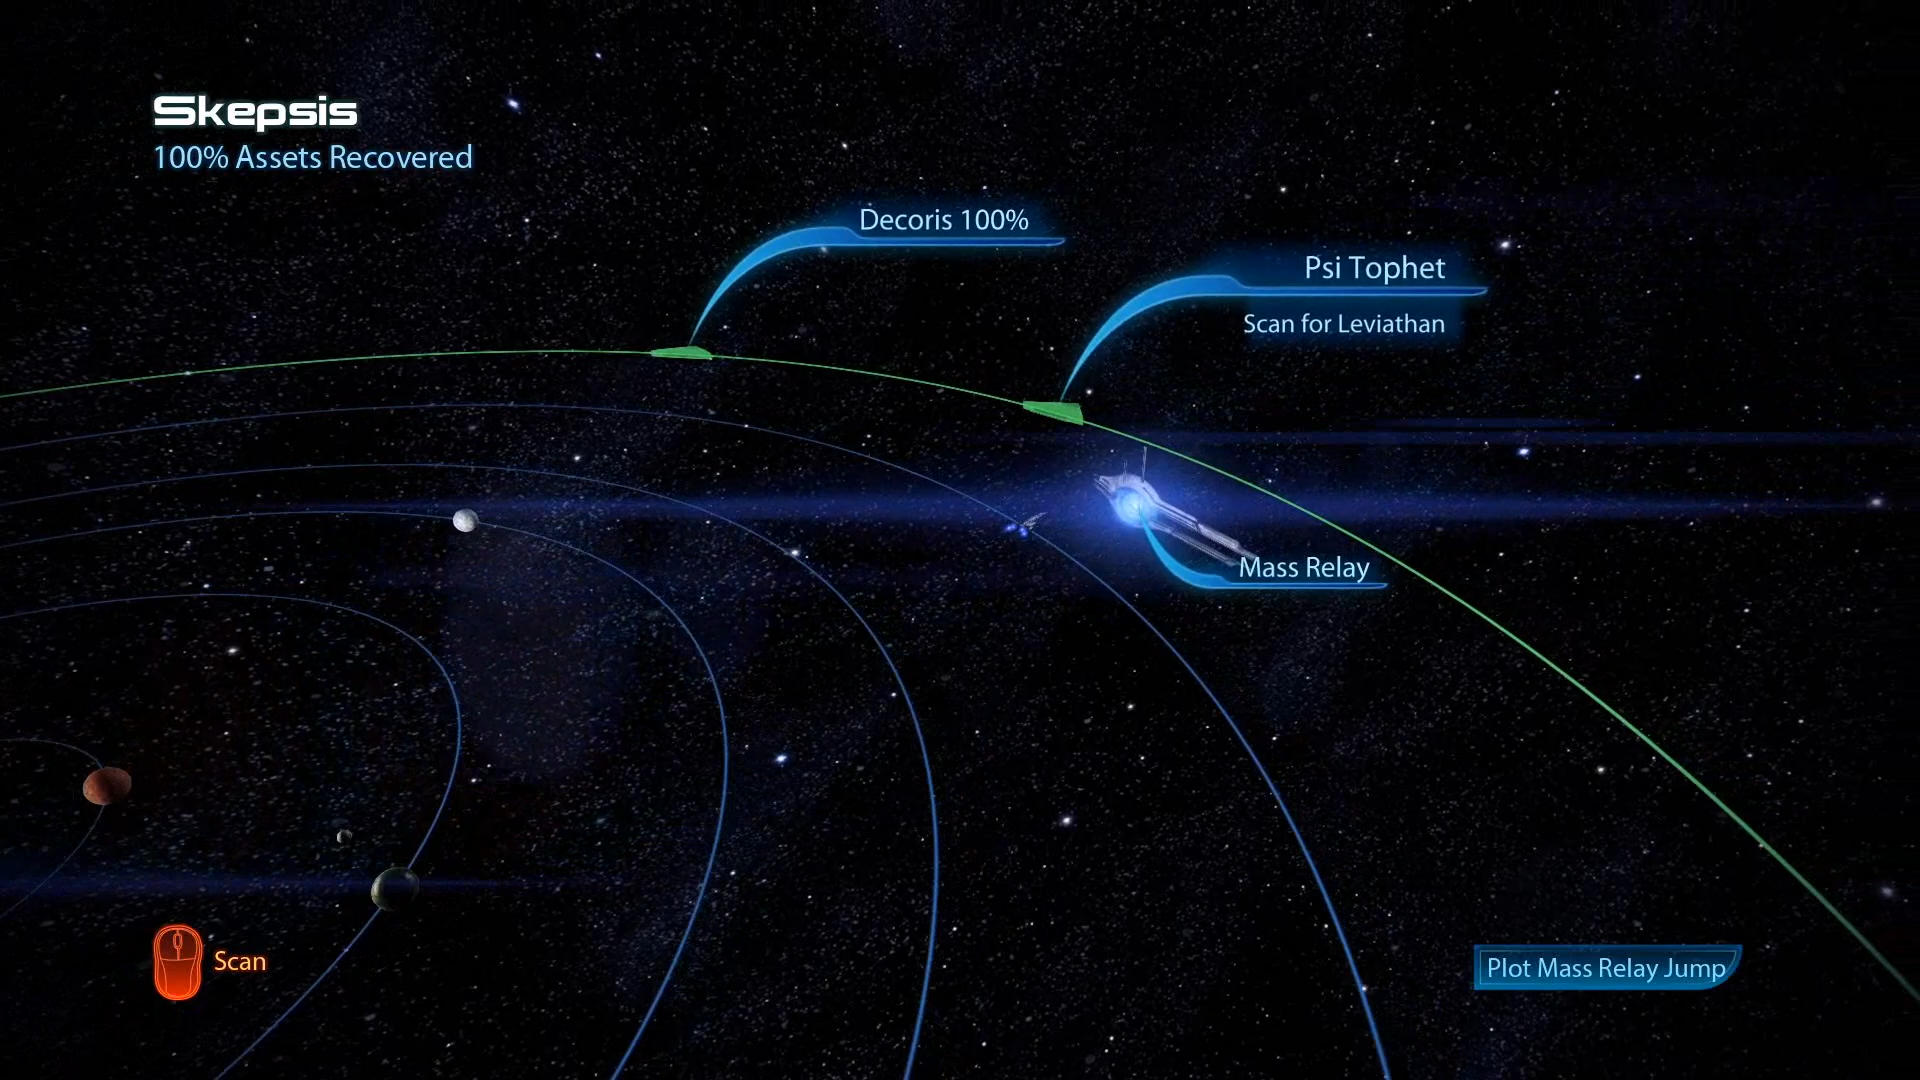 Skepsis
100% Assets Recovered
Decoris 100%
Psi Tophet
Scan for Leviathan
Mass Relay
Scan
Plot Mass Relay Jump